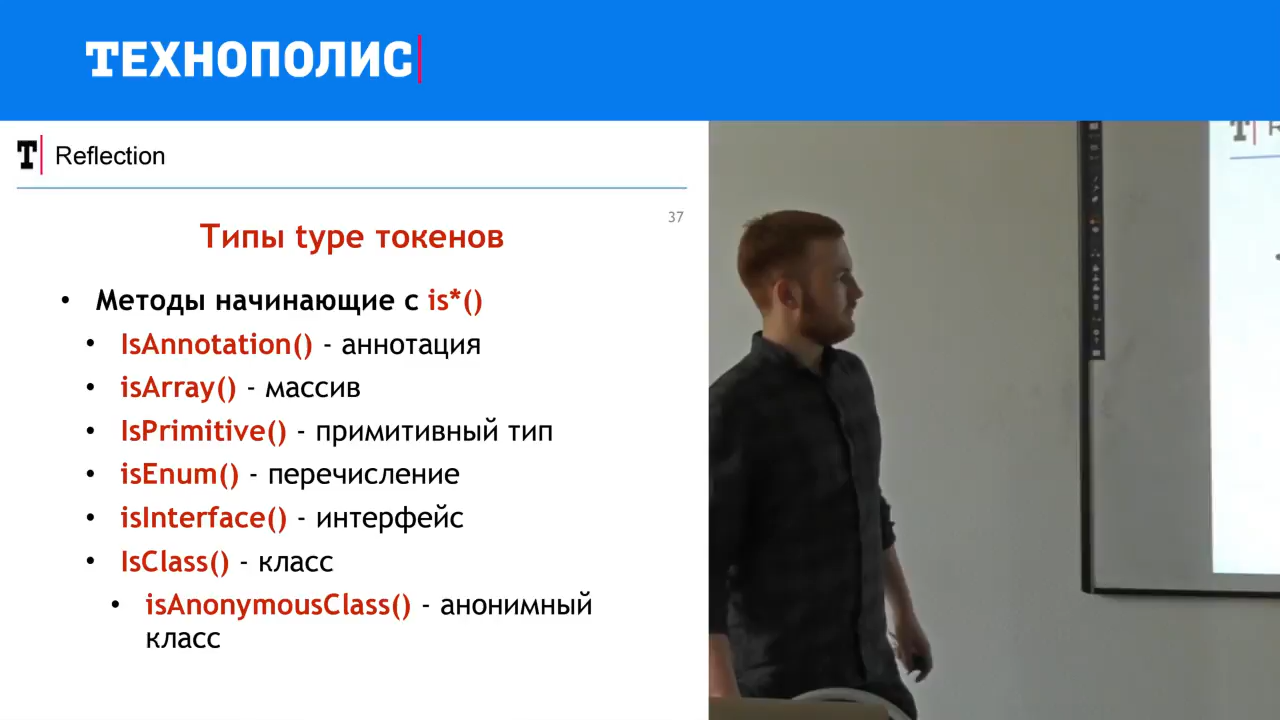 ТЕХНОПОЛИС
T Reflection
37
Типы type токенов
• Методы начинающие с is*()
• IsAnnotation() - аннотация
• isArray() - массив
• IsPrimitive() - примитивный тип
• isEnum() - перечисление
• isInterface() - интерфейс
• IsClass() - класс
• isAnonymousClass() - анонимный
класс
T